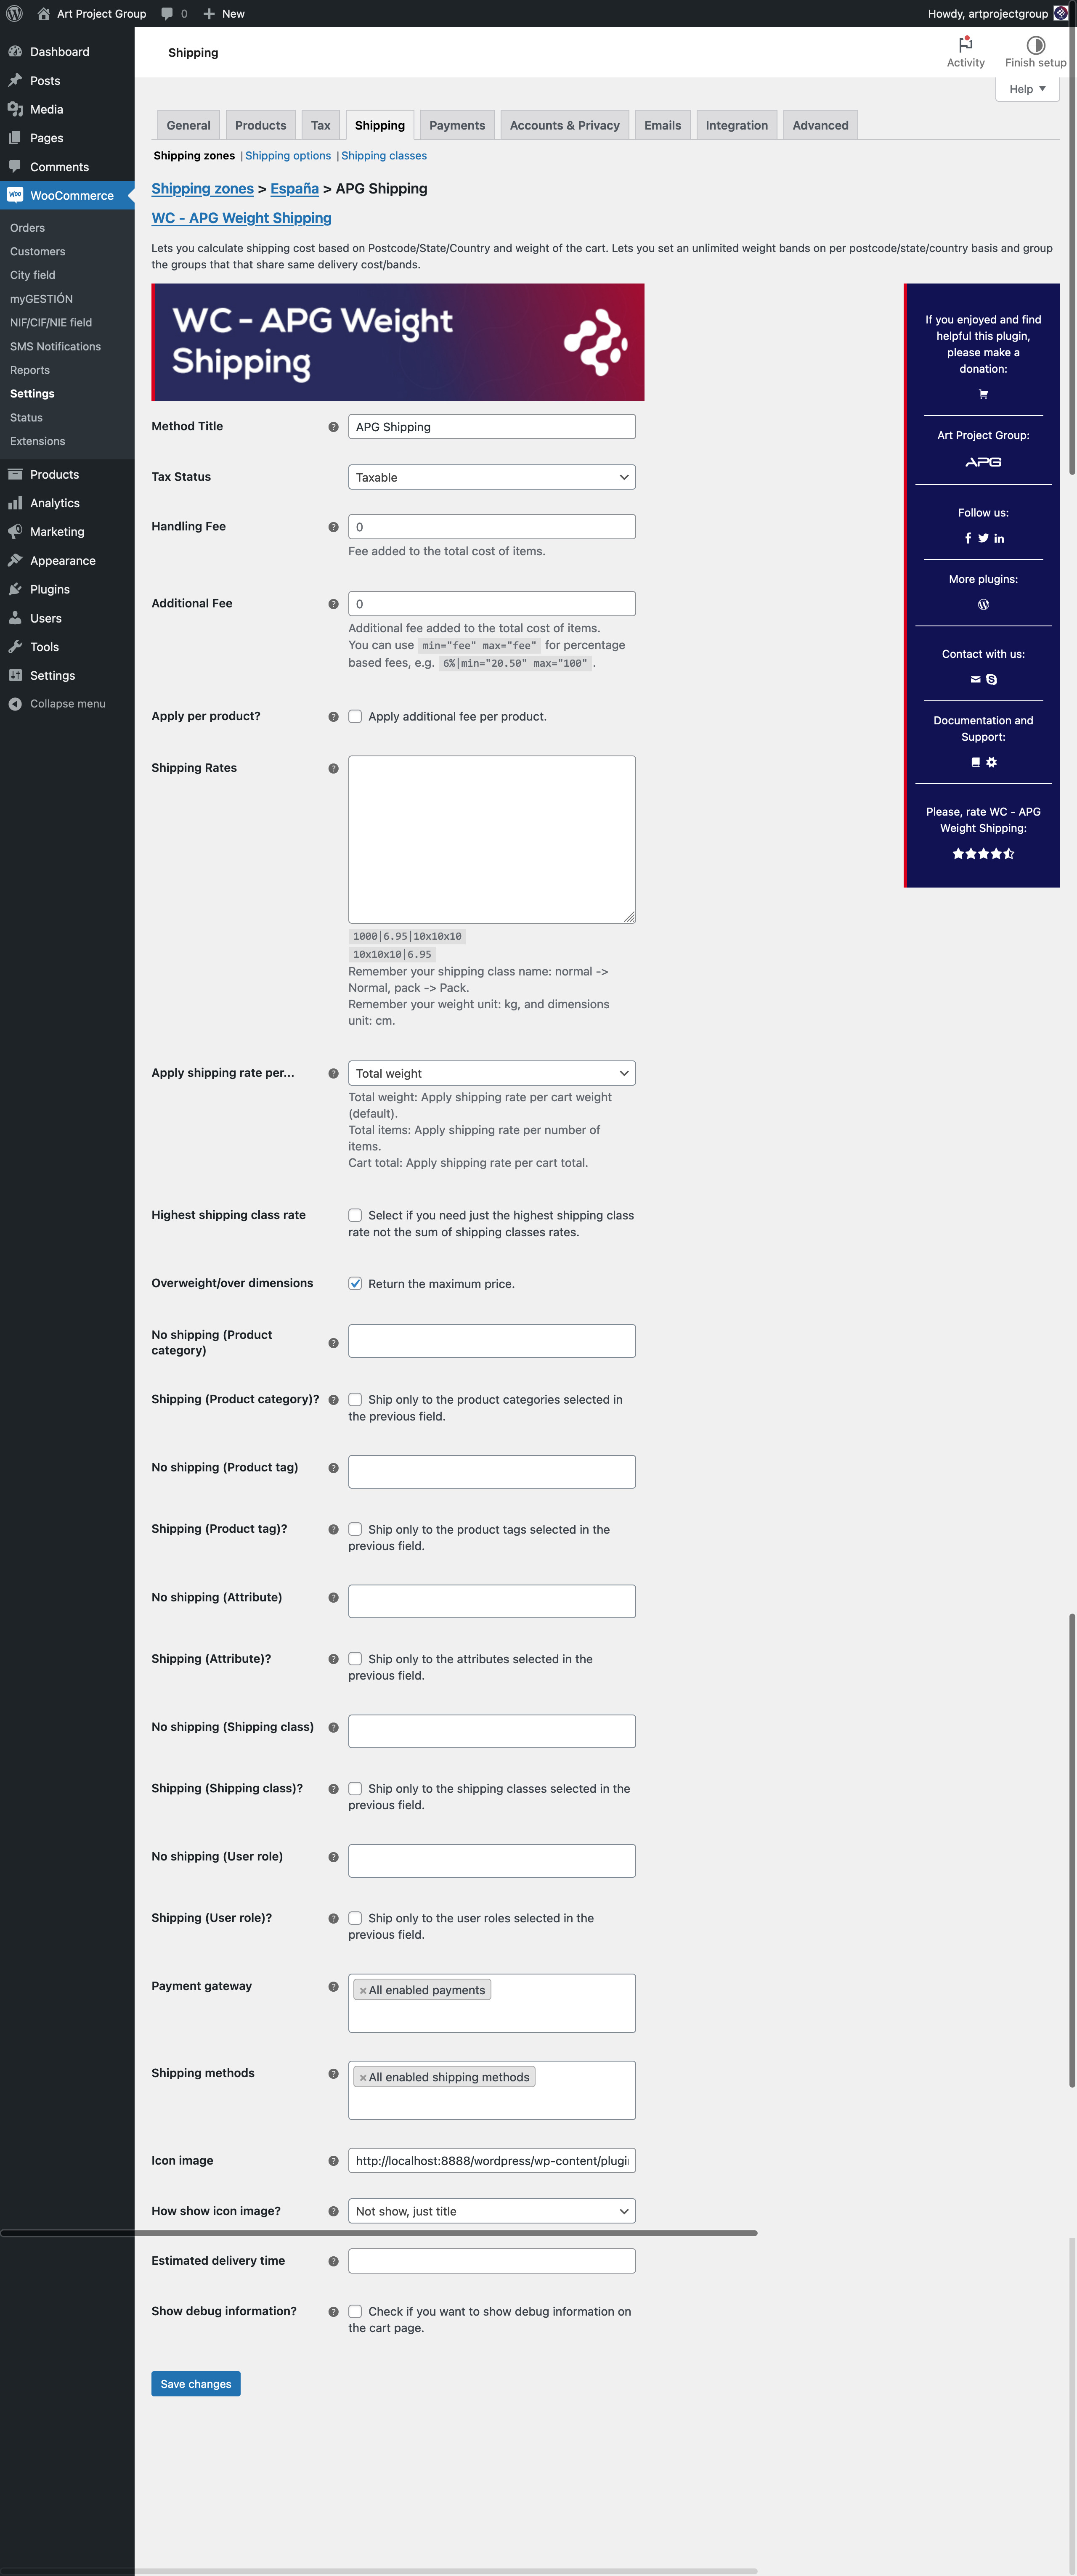 Art Project Group
0
New
Howdy, artprojectgroup
Dashboard
Posts
Media
Pages
Comments
WOO
WooCommerce
Orders
Customers
City field
myGESTIÓN
NIF/CIF/NIE field
SMS Notifications
Reports
Settings
Status
Extensions
Products
Analytics
Marketing
Appearance
Plugins
Users
Tools
Settings
Collapse menu
Shipping
Activity
Finish setup
Help
General
Products
Tax
Shipping
Payments
Accounts & Privacy
Emails
Integration
Advanced
Shipping zones | Shipping options | Shipping classes
Shipping zones > España > APG Shipping
WC - APG Weight Shipping
Lets you calculate shipping cost based on Postcode/State/Country and weight of the cart. Lets you set an unlimited weight bands on per postcode/state/country basis and group
the groups that that share same delivery cost/bands.
WC - APG Weight
Shipping
Method Title
APG Shipping
Tax Status
Taxable
Handling Fee
0
Fee added to the total cost of items.
Additional Fee
0
Additional fee added to the total cost of items.
You can use min="fee" max="fee" for percentage
based fees, e.g. 6%|min="20.50" max="100" .
Apply per product?
Apply additional fee per product.
Shipping Rates
1000|6.95|10x10x10
10x10x10|6.95
Remember your shipping class name: normal ->
Normal, pack -> Pack.
Remember your weight unit: kg, and dimensions
unit: cm.
Apply shipping rate per...
Total weight
Total weight: Apply shipping rate per cart weight
(default).
Total items: Apply shipping rate per number of
items.
Cart total: Apply shipping rate per cart total.
Highest shipping class rate
Select if you need just the highest shipping class
rate not the sum of shipping classes rates.
Overweight/over dimensions
Return the maximum price.
No shipping (Product
category)
Shipping (Product category)?
Ship only to the product categories selected in
the previous field.
No shipping (Product tag)
Shipping (Product tag)?
Ship only to the product tags selected in the
previous field.
No shipping (Attribute)
Shipping (Attribute)?
Ship only to the attributes selected in the
previous field.
No shipping (Shipping class)
Shipping (Shipping class)?
Ship only to the shipping classes selected in the
previous field.
No shipping (User role)
Shipping (User role)?
Ship only to the user roles selected in the
previous field.
Payment gateway
×All enabled payments
Shipping methods
×All enabled shipping methods
Icon image
http://localhost:8888/wordpress/wp-content/plugi
How show icon image?
Not show, just title
Estimated delivery time
Show debug information?
Check if you want to show debug information on
the cart page.
Save changes
If you enjoyed and find
helpful this plugin,
please make a
donation:
Art Project Group:
APG
Follow us:
More plugins:
Contact with us:
Documentation and
Support:
Please, rate WC - APG
Weight Shipping: